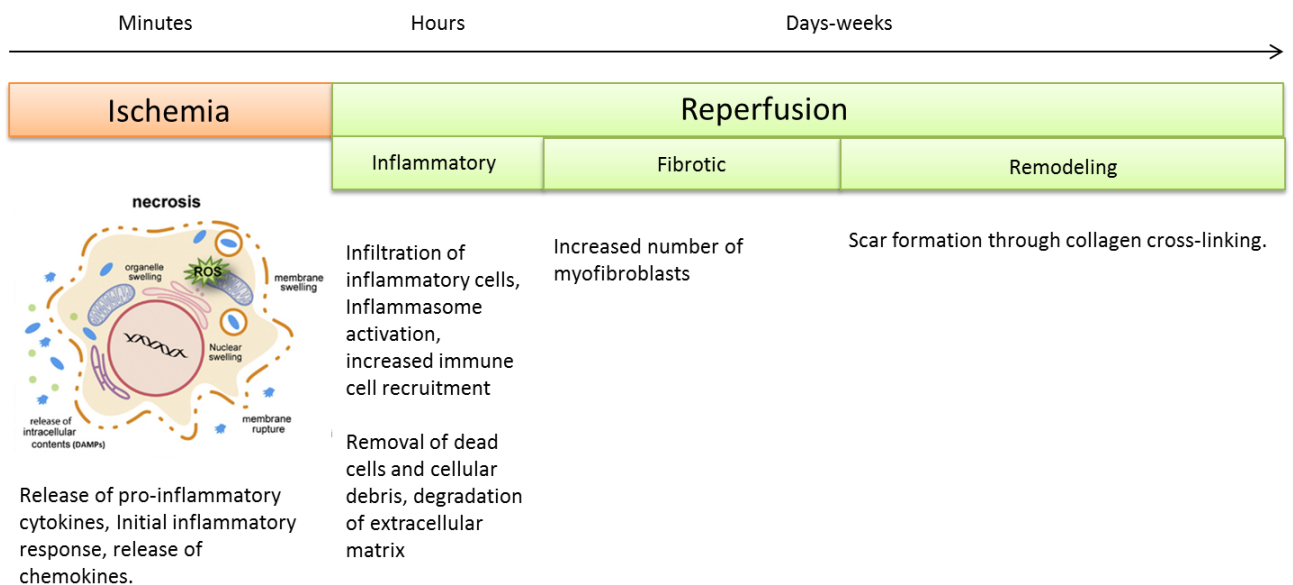 Minutes
Hours
Days-weeks
Ischemia
Reperfusion
Inflammatory
Fibrotic
Remodeling
necrosis
organelle
swelling
ROS
membrane
swelling
Nuclear
swelling
release of
intracellular
contents (DAMPs)
membrane
rupture
Release of pro-inflammatory
cytokines, Initial inflammatory
response, release of
chemokines.
Infiltration of
inflammatory cells,
Inflammasome
activation,
increased immune
cell recruitment
Removal of dead
cells and cellular
debris, degradation
of extracellular
matrix
Increased number of
myofibroblasts
Scar formation through collagen cross-linking.